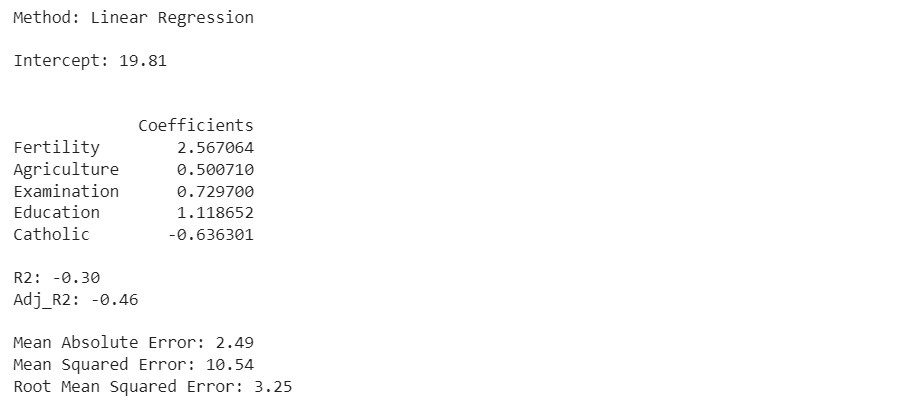 Method: Linear Regression
Intercept: 19.81
Coefficients
Fertility 2.567064
Agriculture 0.500710
Examination 0.729700
Education 1.118652
Catholic -0.636301
R2: -0.30
Adj_R2: -0.46
Mean Absolute Error: 2.49
Mean Squared Error: 10.54
Root Mean Squared Error: 3.25